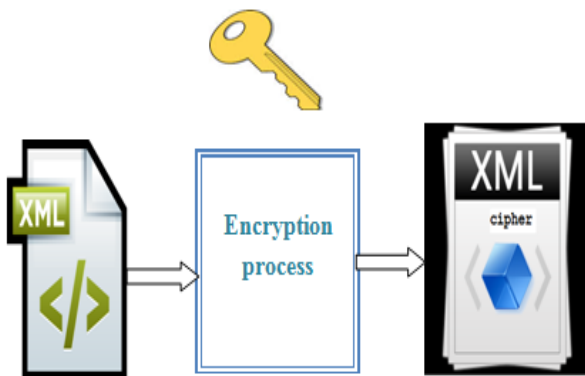 XML
</>
Encryption
process
XML
cipher